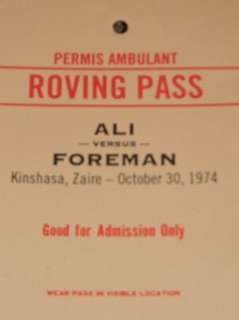 PERMIS AMBULANT
ROVING PASS
ALI
— VERSUS —
FOREMAN
Kinshasa, Zaire – October 30, 1974
Good for Admission Only
WEAR PASS IN VISIBLE LOCATION